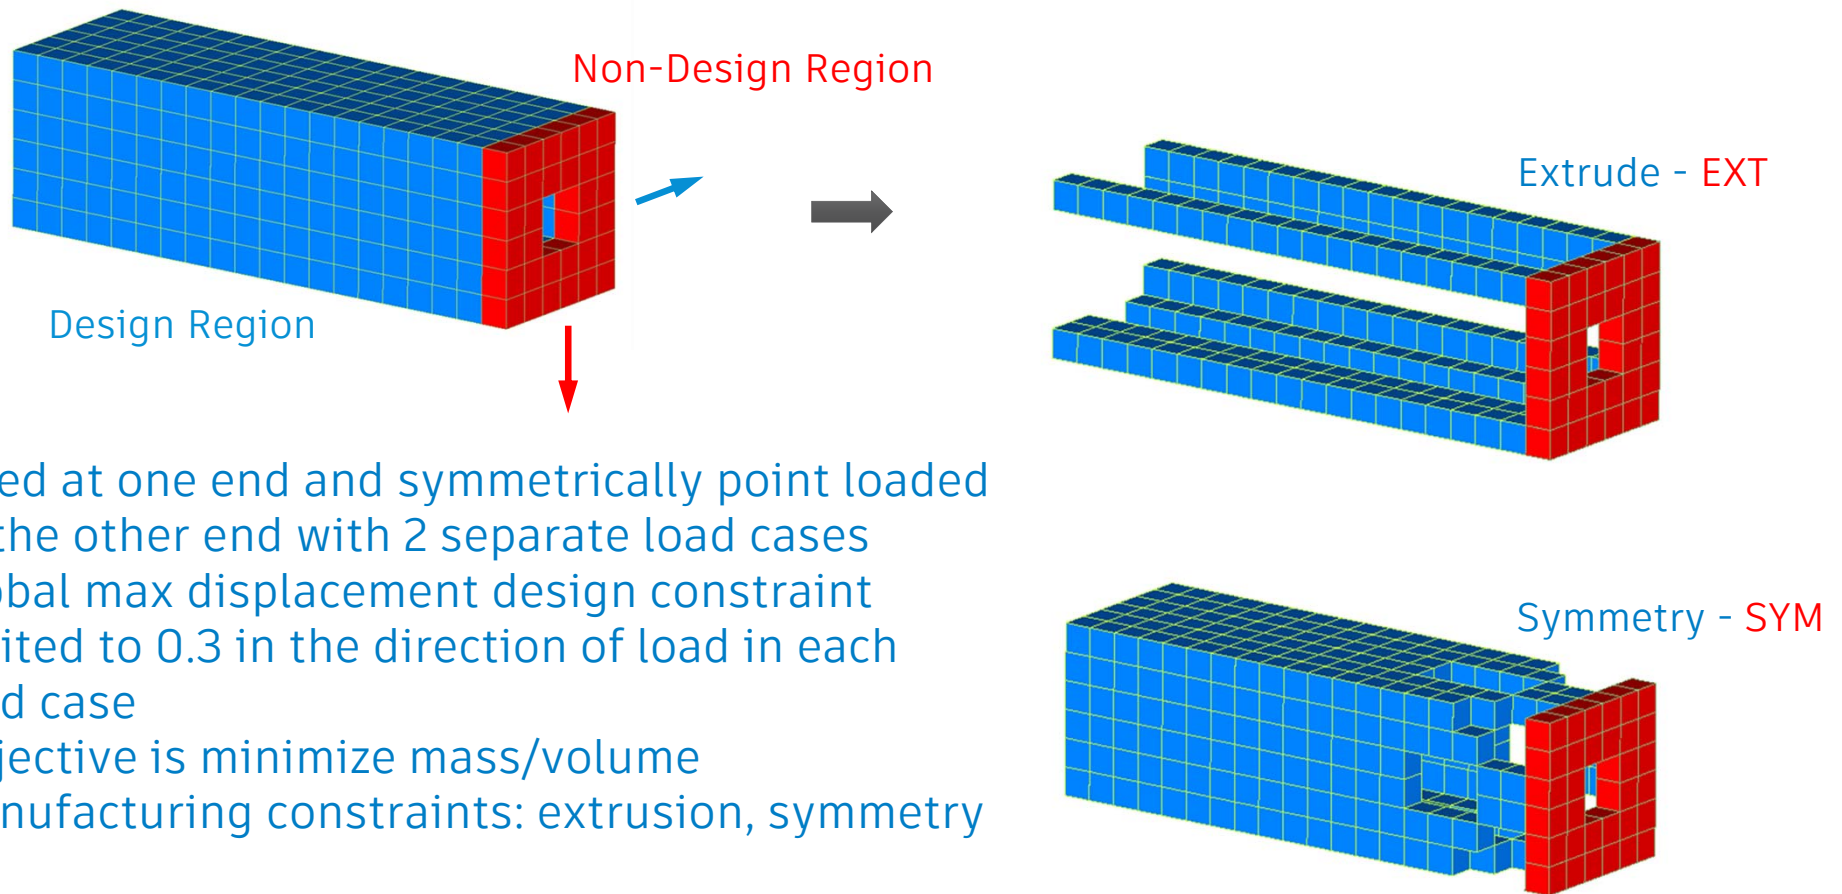 Non-Design Region
Extrude - EXT
Design Region
ed at one end and symmetrically point loaded
the other end with 2 separate load cases
obal max displacement design constraint
ited to 0.3 in the direction of load in each
d case
jective is minimize mass/volume
nufacturing constraints: extrusion, symmetry
Symmetry - SYM